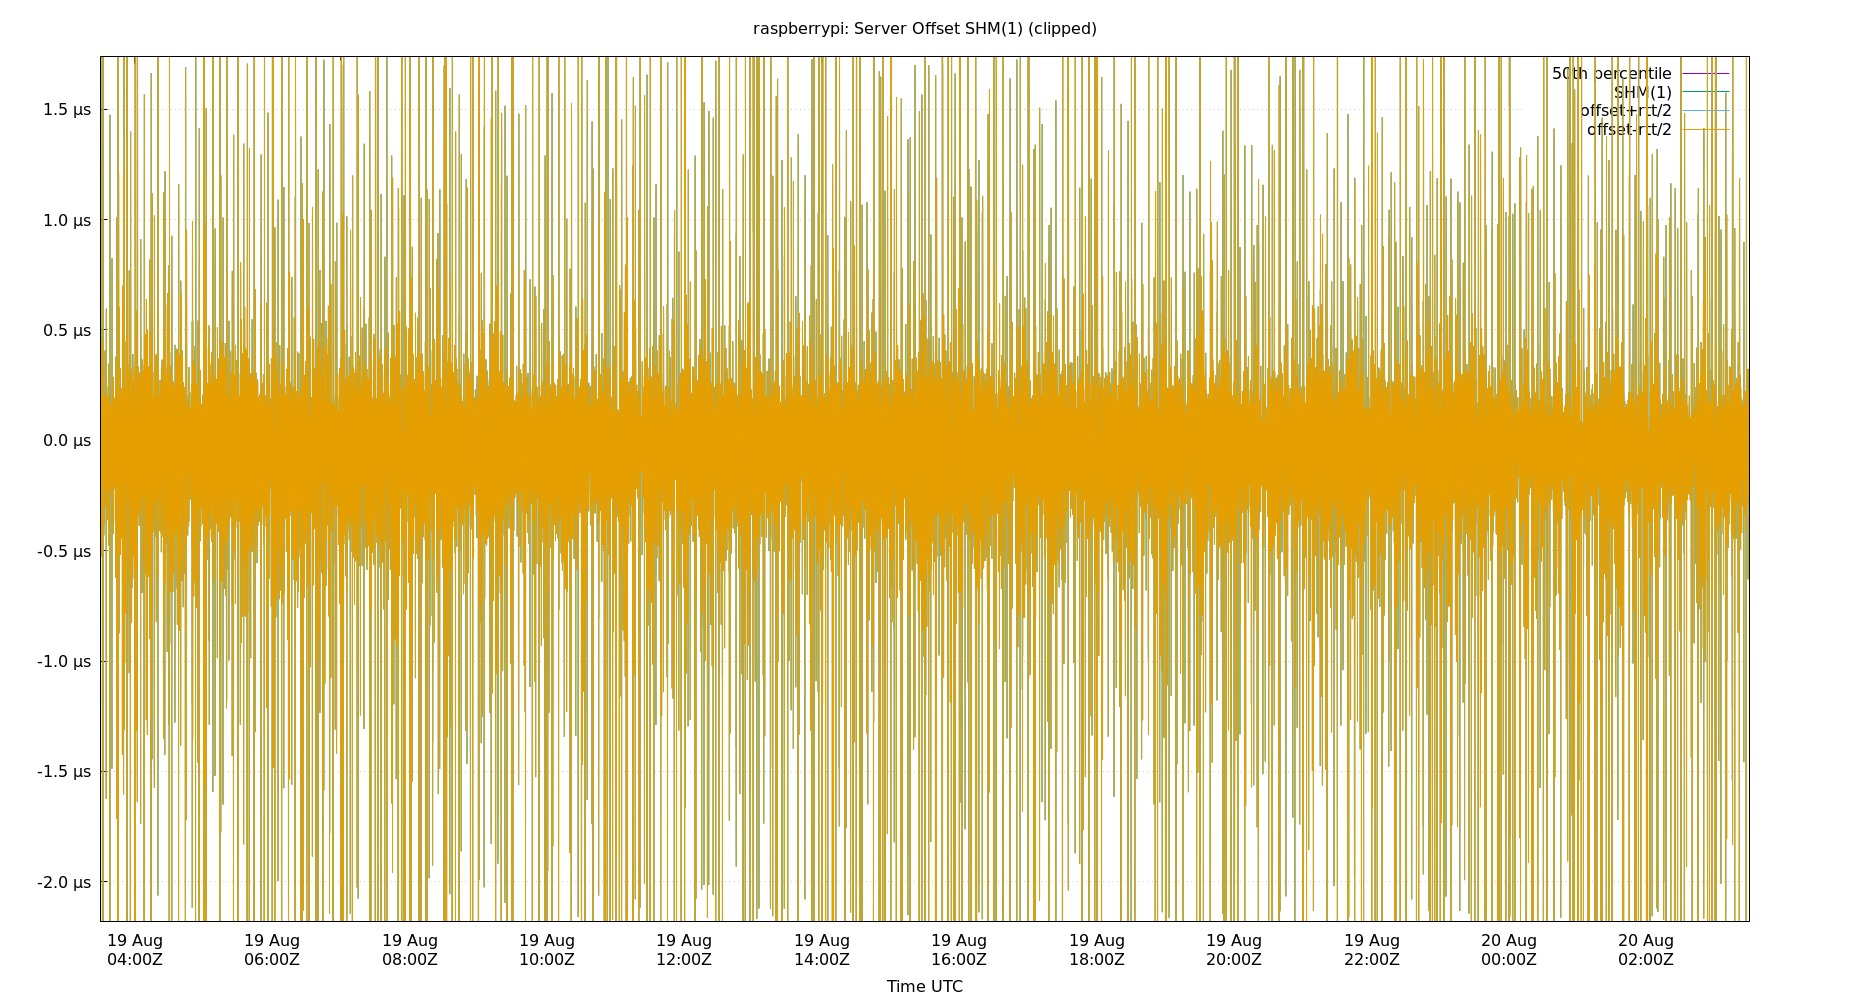 raspberrypi: Server Offset SHM(1) (clipped)
50th percentile
SHM(1)
offset+rtt/2
offset-rtt/2
1.5 µs
1.0 µs
0.5 µs
0.0 µs
-0.5 µs
-1.0 µs
-1.5 µs
-2.0 µs
19 Aug 19 Aug 19 Aug 19 Aug 19 Aug 19 Aug 19 Aug 19 Aug 19 Aug 19 Aug 20 Aug 20 Aug
04:00Z 06:00Z 08:00Z 10:00Z 12:00Z 14:00Z 16:00Z 18:00Z 20:00Z 22:00Z 00:00Z 02:00Z
Time UTC